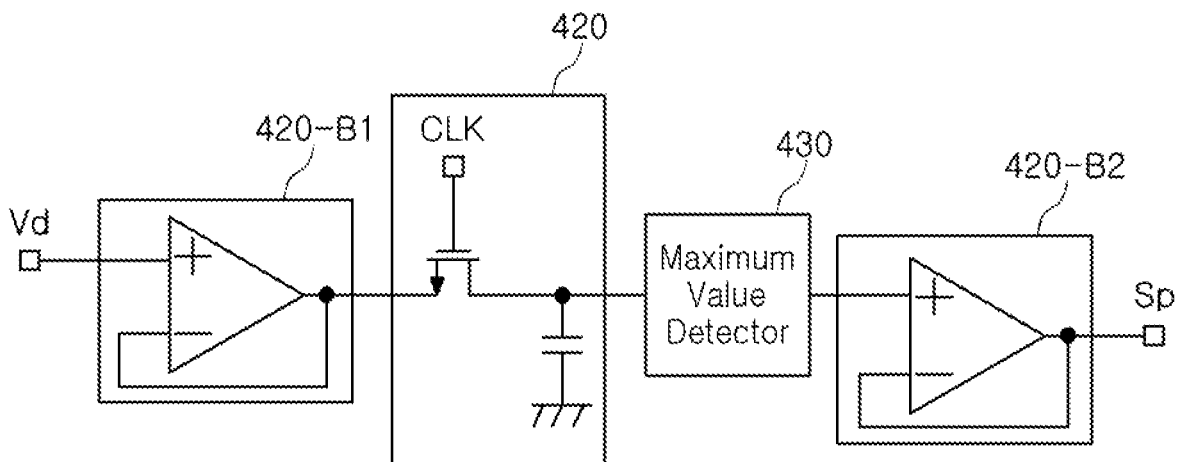 420
420-B1
CLK
430
420-B2
Vd
+
−
Maximum
Value
Detector
+
−
Sp